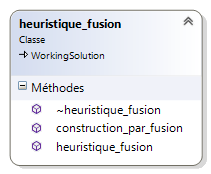 heuristique_fusion
Classe
WorkingSolution
Méthodes
~heuristique_fusion
construction_par_fusion
heuristique_fusion